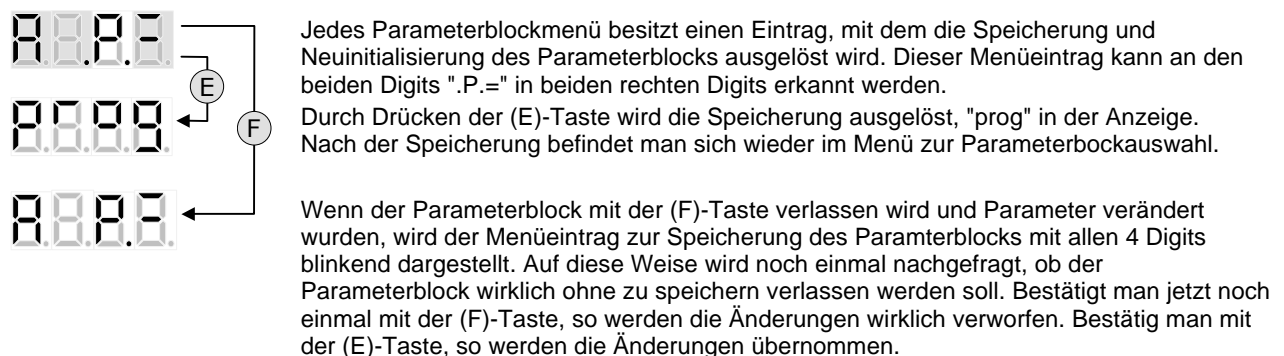 A .P.=
E
Prog
F
A P.=
Jedes Parameterblockmenü besitzt einen Eintrag, mit dem die Speicherung und
Neuinitialisierung des Parameterblocks ausgelöst wird. Dieser Menüeintrag kann an den
beiden Digits ".P.=" in beiden rechten Digits erkannt werden.
Durch Drücken der (E)-Taste wird die Speicherung ausgelöst, "prog" in der Anzeige.
Nach der Speicherung befindet man sich wieder im Menü zur Parameterbockauswahl.
Wenn der Parameterblock mit der (F)-Taste verlassen wird und Parameter verändert
wurden, wird der Menüeintrag zur Speicherung des Paramterblocks mit allen 4 Digits
blinkend dargestellt. Auf diese Weise wird noch einmal nachgefragt, ob der
Parameterblock wirklich ohne zu speichern verlassen werden soll. Bestätigt man jetzt noch
einmal mit der (F)-Taste, so werden die Änderungen wirklich verworfen. Bestätig man mit
der (E)-Taste, so werden die Änderungen übernommen.